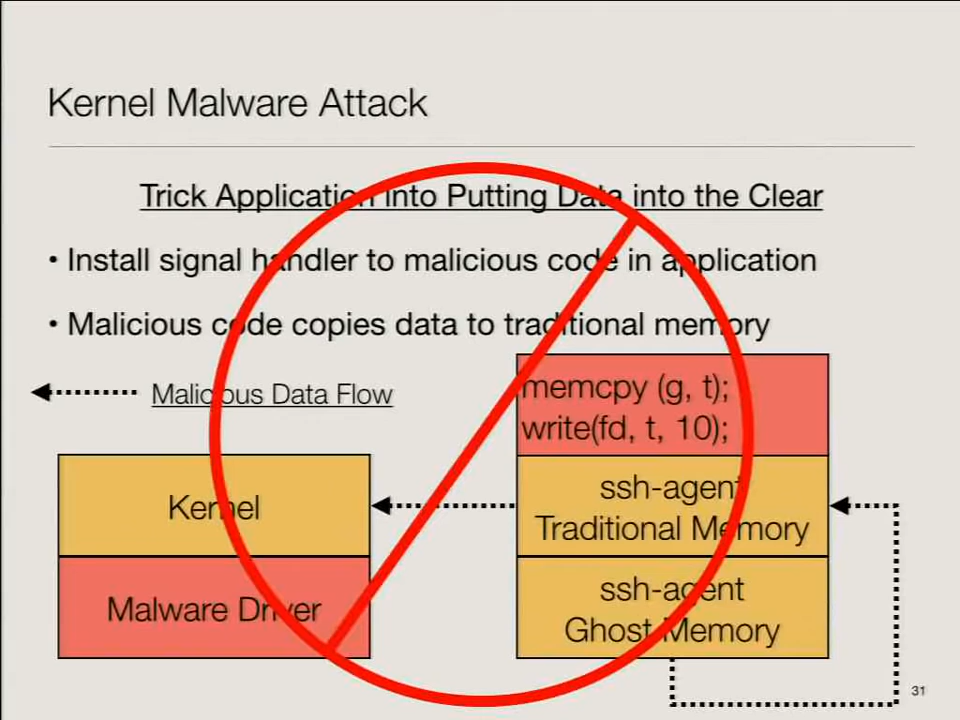 Kernel Malware Attack
Trick Application into Putting Data into the Clear
• Install signal handler to malicious code in application
• Malicious code copies data to traditional memory
Malicious Data Flow
memcpy (g, t);
write(fd, t, 10);
Kernel
ssh-agent
Traditional Memory
Malware Driver
ssh-agent
Ghost Memory
31